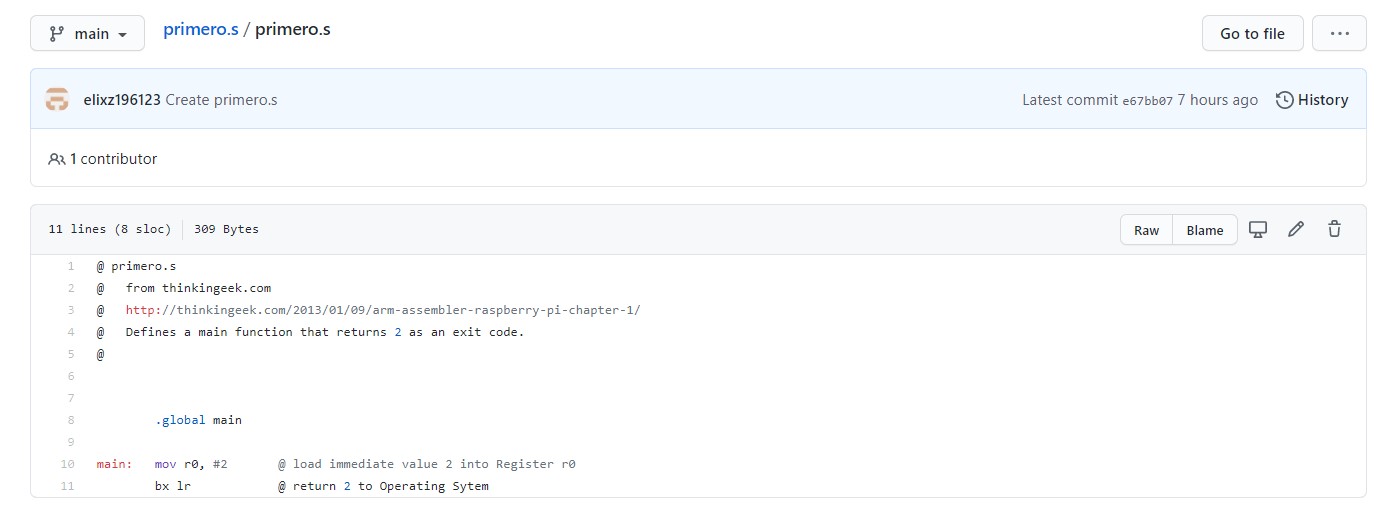 main primero.s / primero.s Go to file ...
elixz196123 Create primero.s Latest commit e67bb07 7 hours ago History
1 contributor
11 lines (8 sloc) 309 Bytes Raw Blame
1 @ primero.s
2 @ from thinkingeek.com
3 @ http://thinkingeek.com/2013/01/09/arm-assembler-raspberry-pi-chapter-1/
4 @ Defines a main function that returns 2 as an exit code.
5 @
6
7
8 .global main
9
10 main: mov r0, #2 @ load immediate value 2 into Register r0
11 bx lr @ return 2 to Operating Sytem